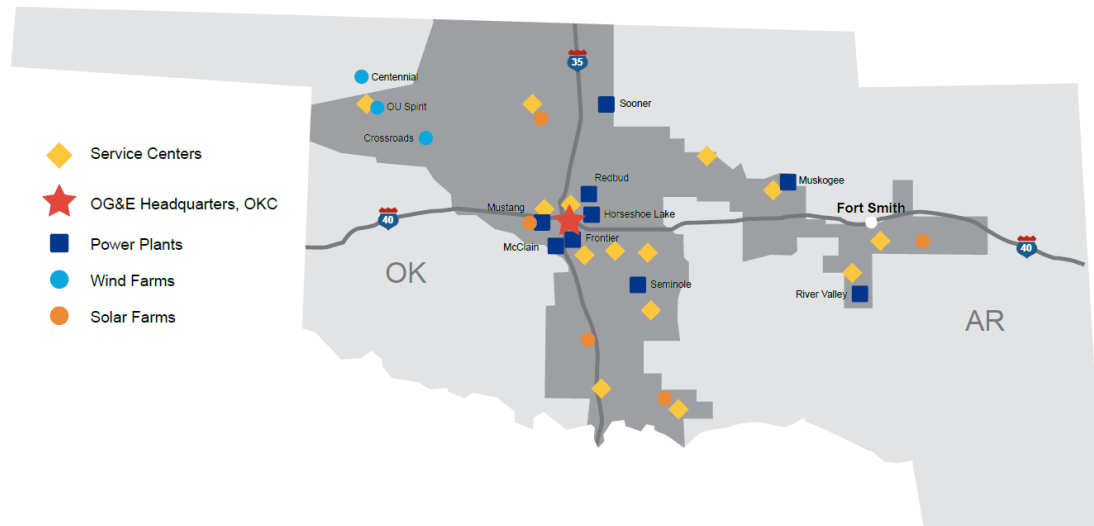 35
Centennial
OU Spirit
Sooner
Crossroads
Service Centers
OG&E Headquarters, OKC
Power Plants
Wind Farms
Solar Farms
Redbud
Muskogee
Mustang
Horseshoe Lake
Fort Smith
40
McClain
Frontier
40
OK
Seminole
River Valley
AR